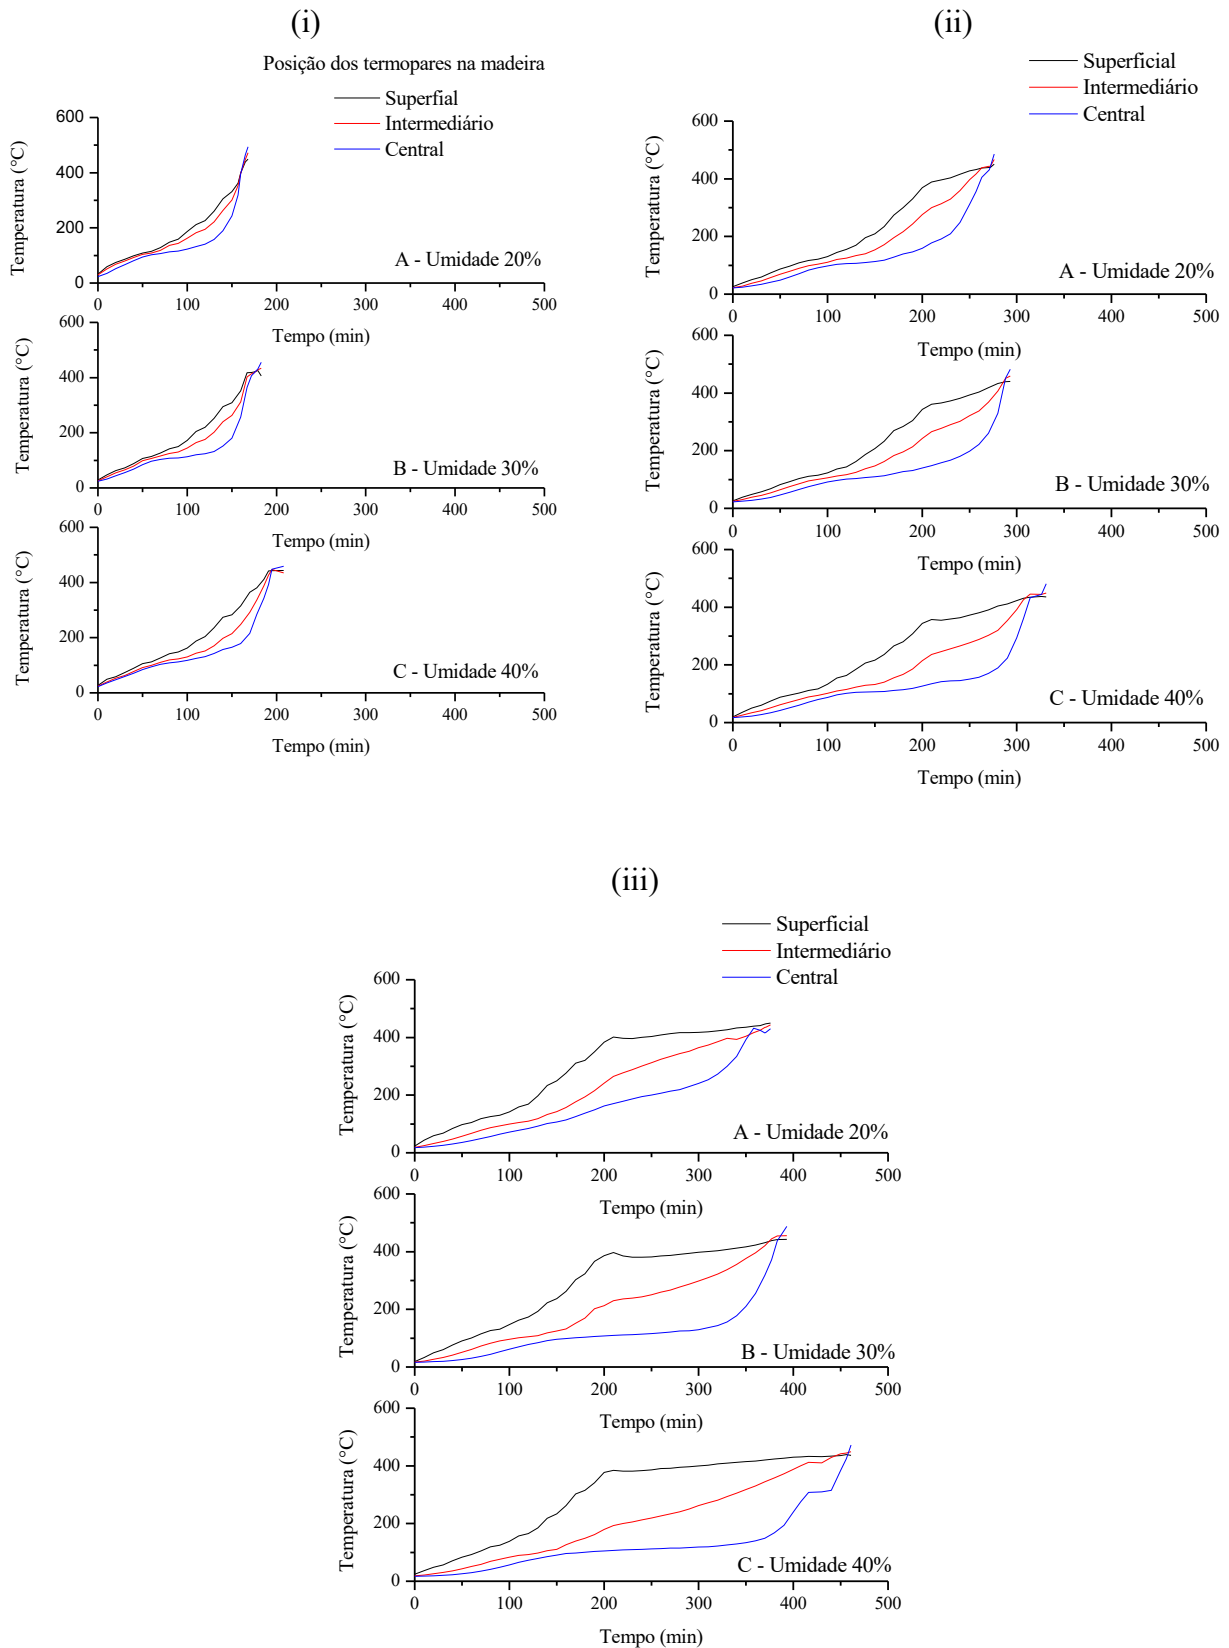 (i)
Posição dos termopares na madeira
Superfial
Intermediário
Central
Temperatura (°C)
600
400
200
0
A - Umidade 20%
0 100 200 300 400 500
Tempo (min)
Temperatura (°C)
600
400
200
0
B - Umidade 30%
0 100 200 300 400 500
Tempo (min)
Temperatura (°C)
600
400
200
0
C - Umidade 40%
0 100 200 300 400 500
Tempo (min)
(ii)
Superficial
Intermediário
Central
Temperatura (°C)
600
400
200
0
A - Umidade 20%
0 100 200 300 400 500
Tempo (min)
Temperatura (°C)
600
400
200
0
B - Umidade 30%
0 100 200 300 400 500
Tempo (min)
Temperatura (°C)
600
400
200
0
C - Umidade 40%
0 100 200 300 400 500
Tempo (min)
(iii)
Superficial
Intermediário
Central
Temperatura (°C)
600
400
200
0
A - Umidade 20%
0 100 200 300 400 500
Tempo (min)
Temperatura (°C)
600
400
200
0
B - Umidade 30%
0 100 200 300 400 500
Tempo (min)
Temperatura (°C)
600
400
200
0
C - Umidade 40%
0 100 200 300 400 500
Tempo (min)